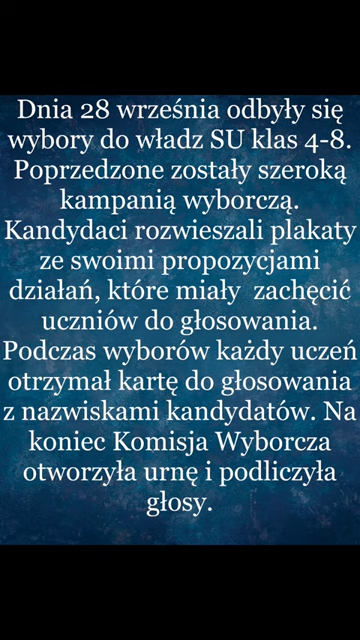 Dnia 28 września odbyły się
wybory do władz SU klas 4-8.
Poprzedzone zostały szeroką
kampanią wyborczą.
Kandydaci rozwieszali plakaty
ze swoimi propozycjami
działań, które miały zachęcić
uczniów do głosowania.
Podczas wyborów każdy uczeń
otrzymał kartę do głosowania
z nazwiskami kandydatów. Na
koniec Komisja Wyborcza
otworzyła urnę i podliczyła
głosy.